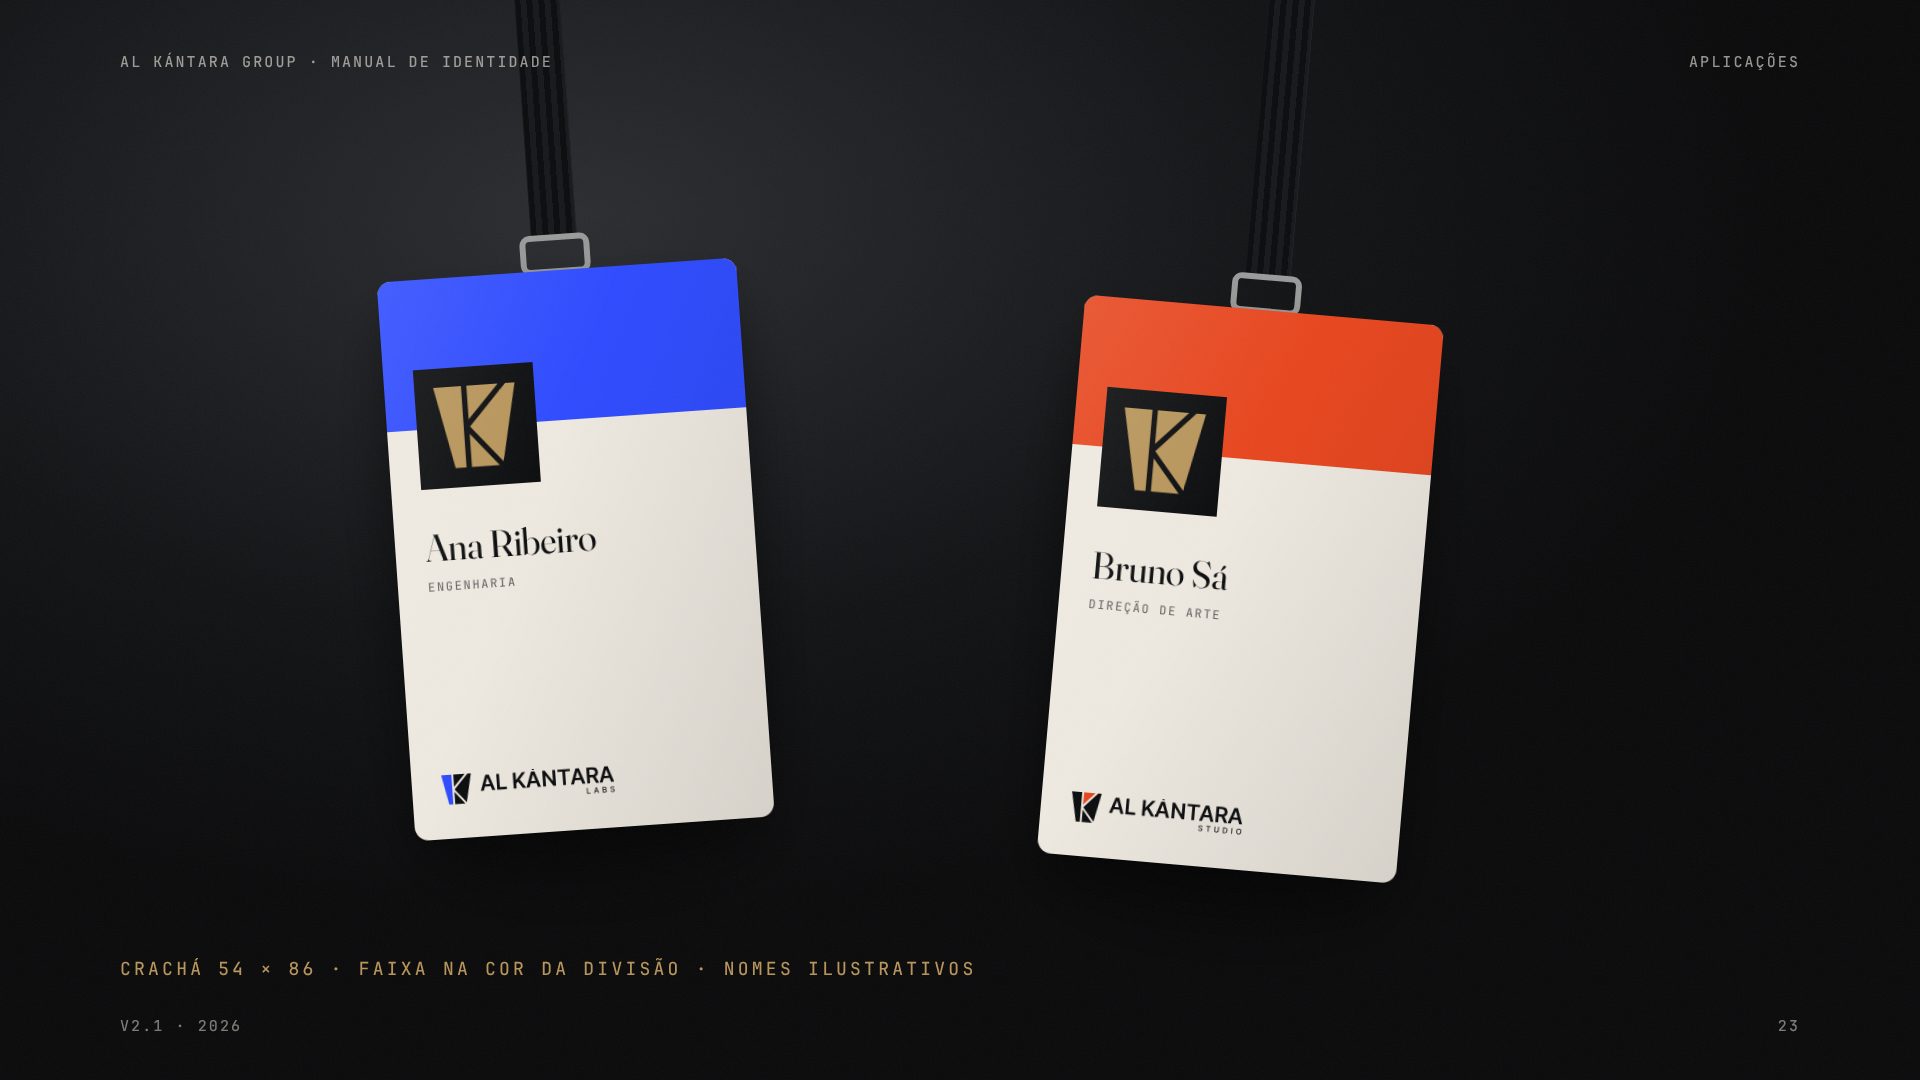 AL KÁNTARA GROUP · MANUAL DE IDENTIDADE
APLICAÇÕES
Ana Ribeiro
ENGENHARIA
AL KÁNTARA
LABS
Bruno Sá
DIREÇÃO DE ARTE
AL KÁNTARA
STUDIO
CRACHÁ 54 × 86 · FAIXA NA COR DA DIVISÃO · NOMES ILUSTRATIVOS
V2.1 · 2026
23